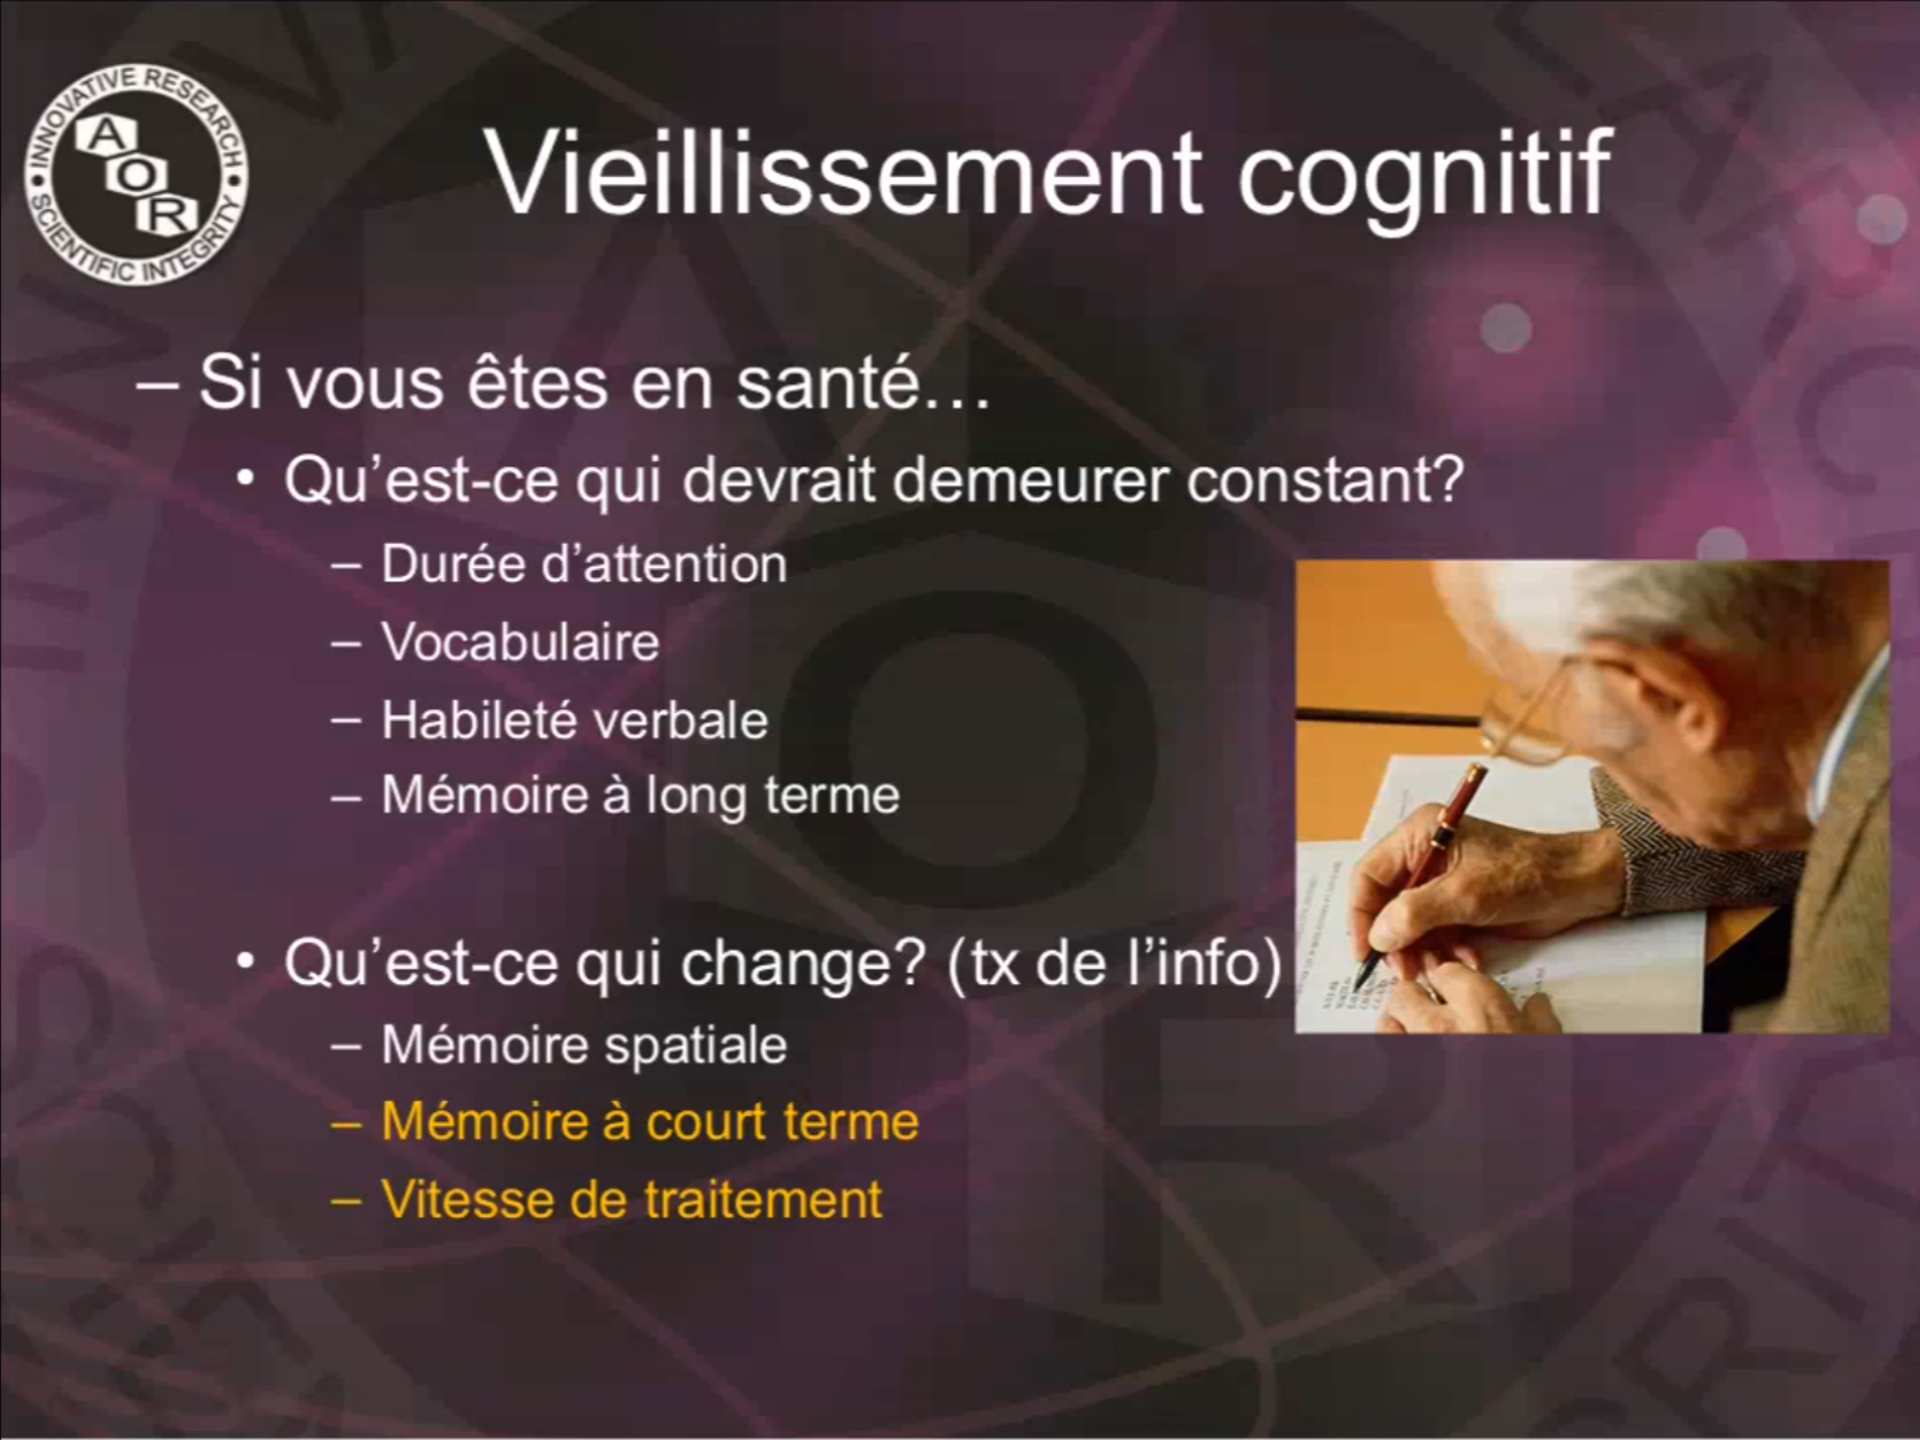 INNOVATIVE RESEARCH
A
O
R
SCIENTIFIC INTEGRITY
Vieillissement cognitif
– Si vous êtes en santé…
• Qu’est-ce qui devrait demeurer constant?
– Durée d’attention
– Vocabulaire
– Habileté verbale
– Mémoire à long terme
• Qu’est-ce qui change? (tx de l’info)
– Mémoire spatiale
– Mémoire à court terme
– Vitesse de traitement